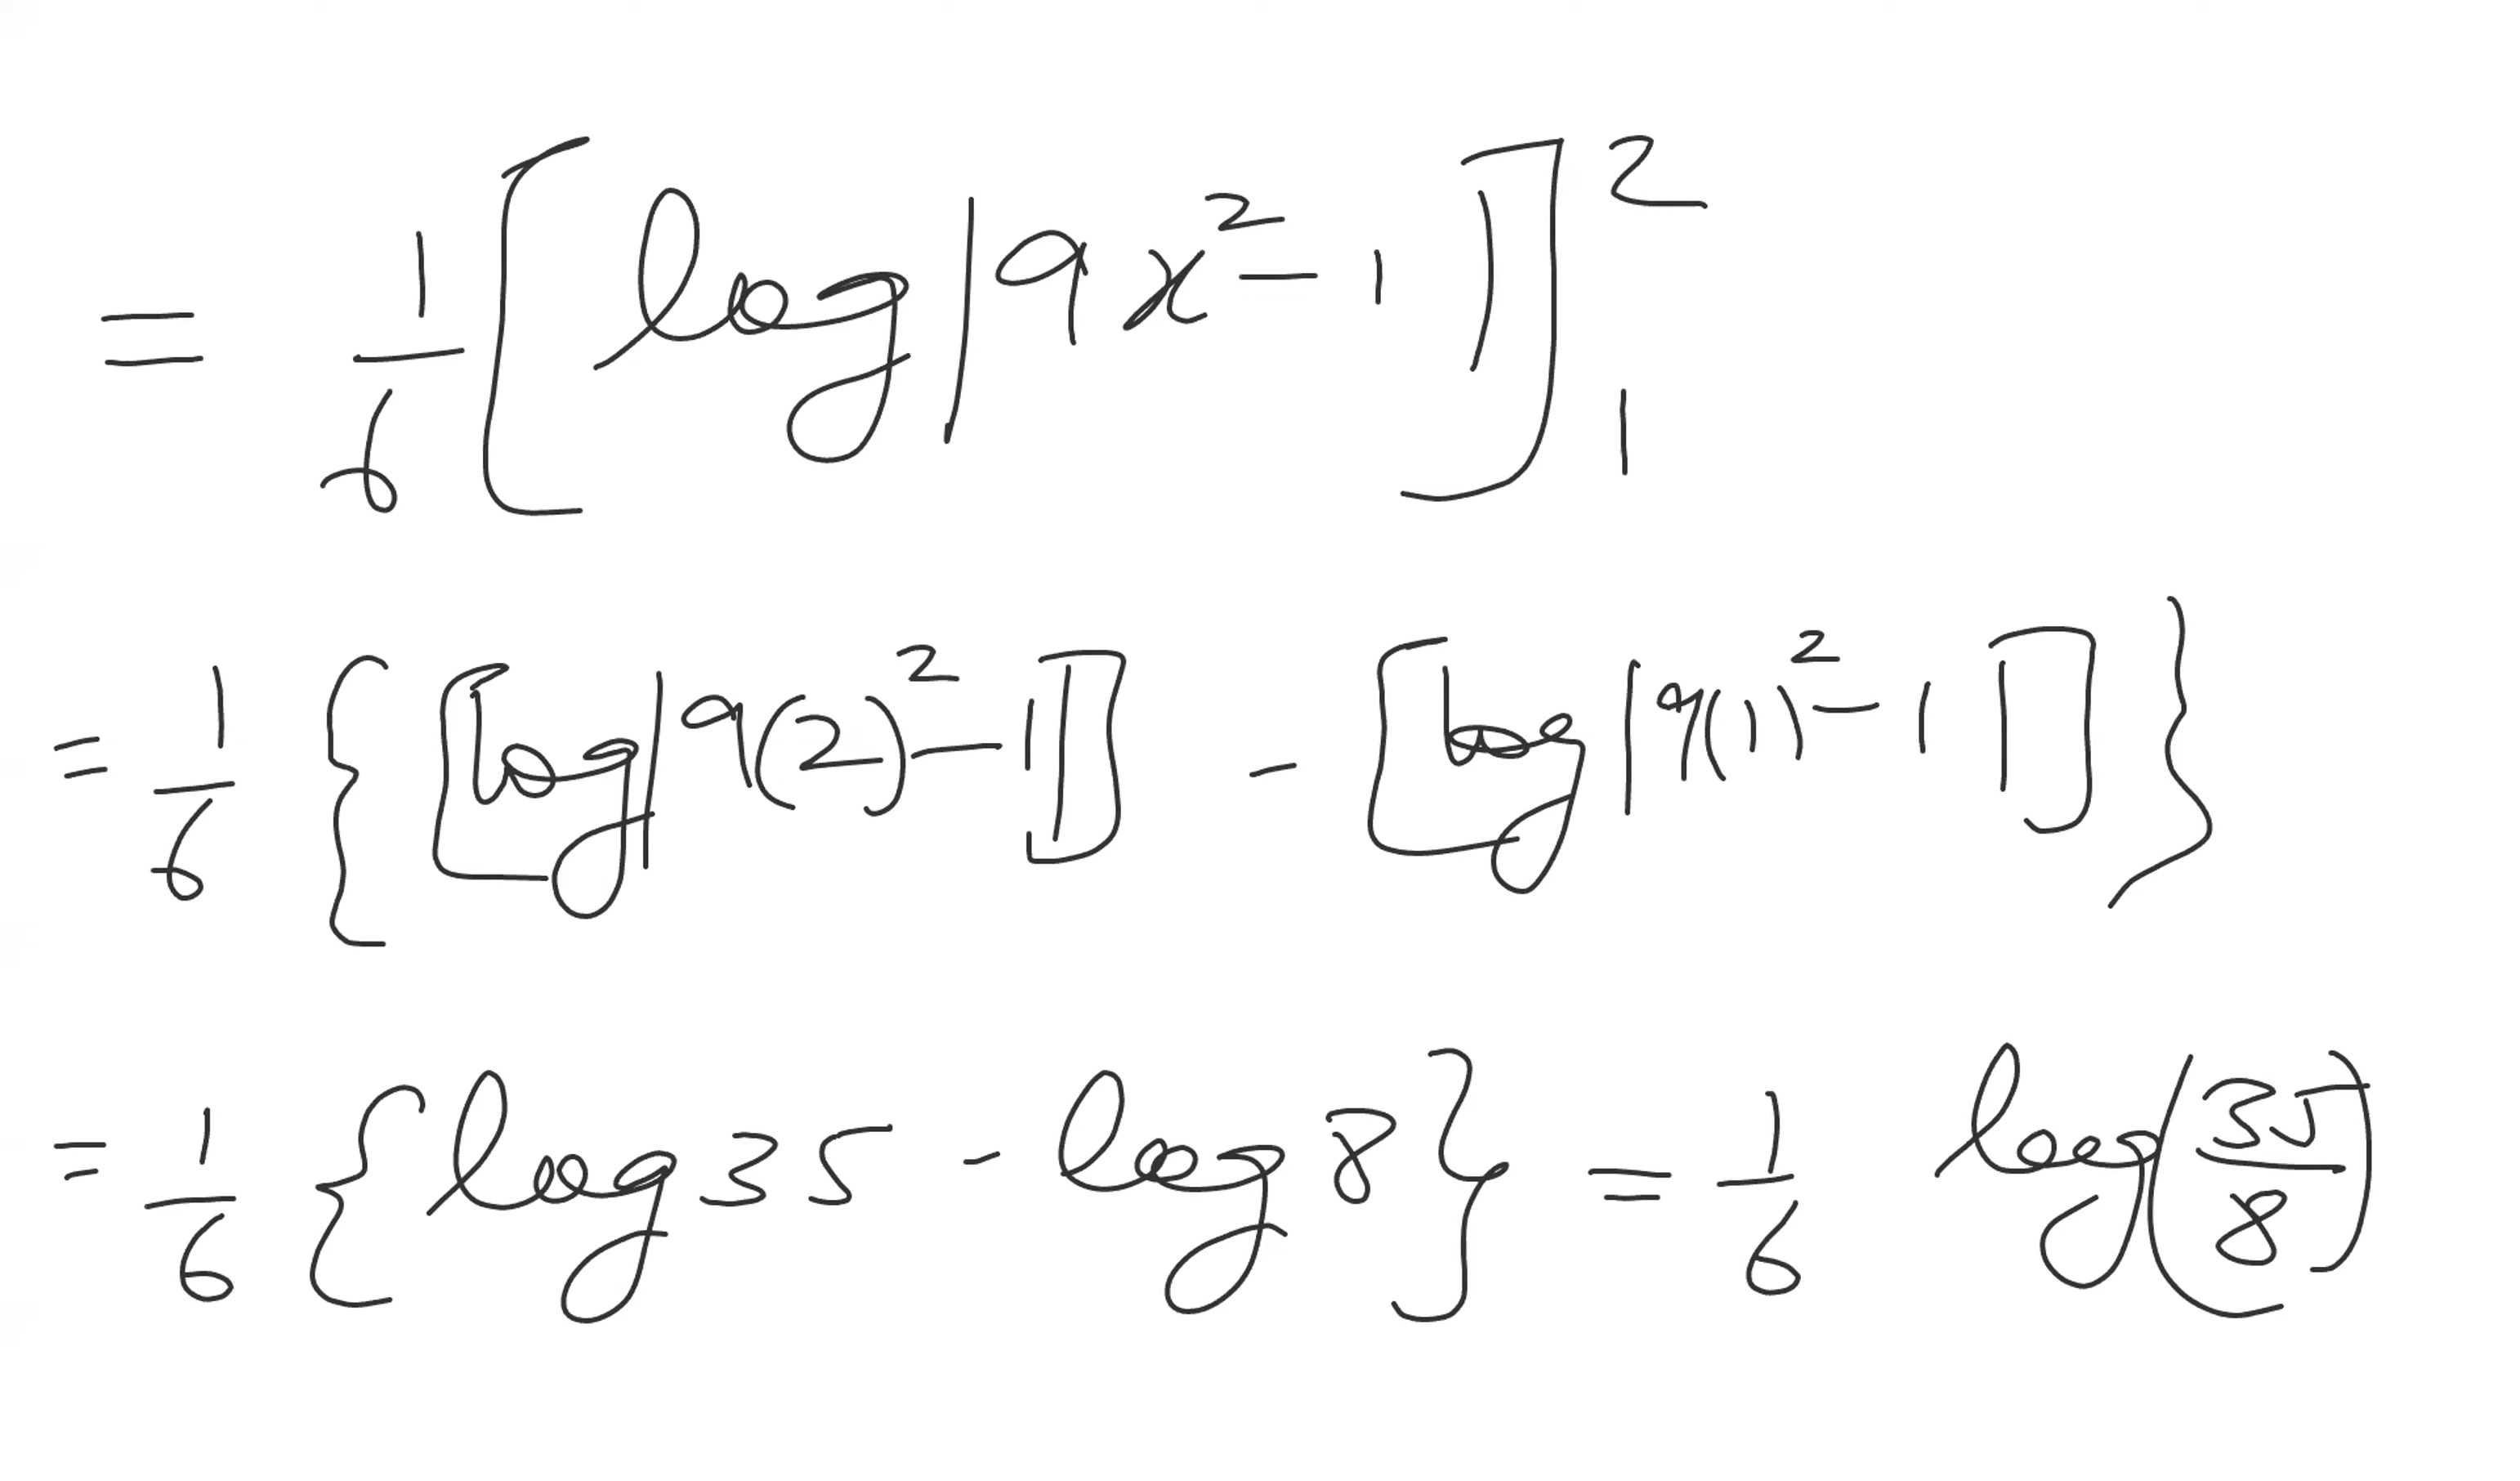 = 1/6 [log|9x² - 1|]₁²
= 1/6 {[log|9(2)² - 1|] - [log|9(1)² - 1|]}
= 1/6 {log 35 - log 8} = 1/6 log(35/8)